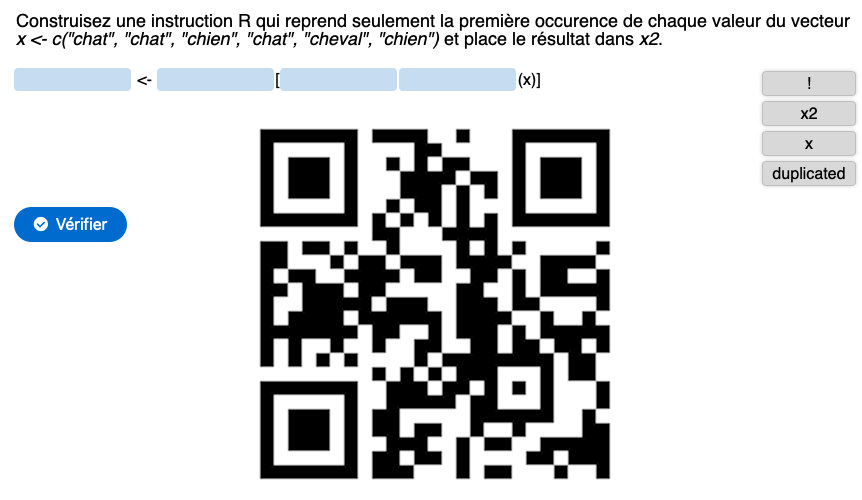 Construisez une instruction R qui reprend seulement la première occurence de chaque valeur du vecteur
x <- c("chat", "chat", "chien", "chat", "cheval", "chien") et place le résultat dans x2.
<- [ (x)]
!
x2
x
duplicated
Vérifier